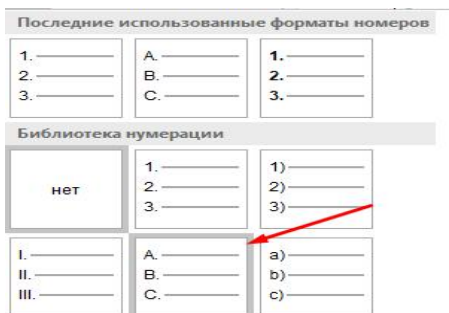 Последние использованные форматы номеров
1. A. 1.
2. B. 2.
3. C. 3.
Библиотека нумерации
нет
1. 1)
2. 2)
3. 3)
I. A. a)
II. B. b)
III. C. c)